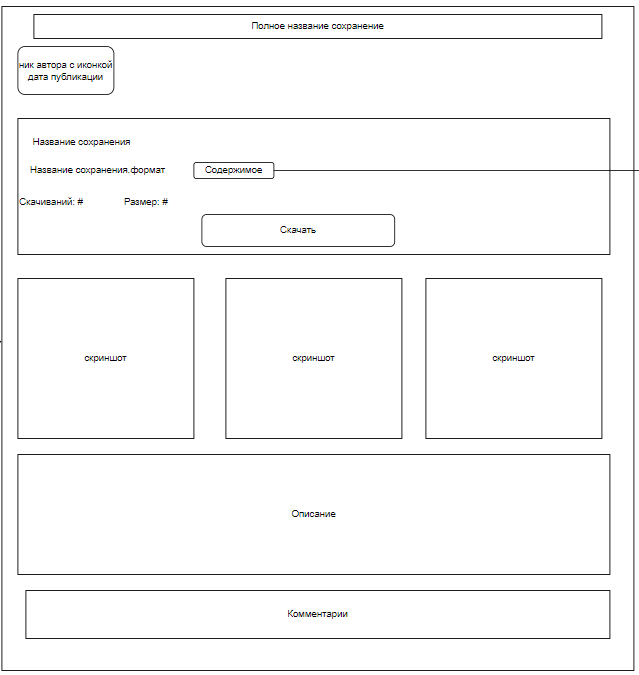 Полное название сохранение
ник автора с иконкой
дата публикации
Название сохранения
Название сохранения.формат
Содержимое
Скачиваний: #
Размер: #
Скачать
скриншот
скриншот
скриншот
Описание
Комментарии